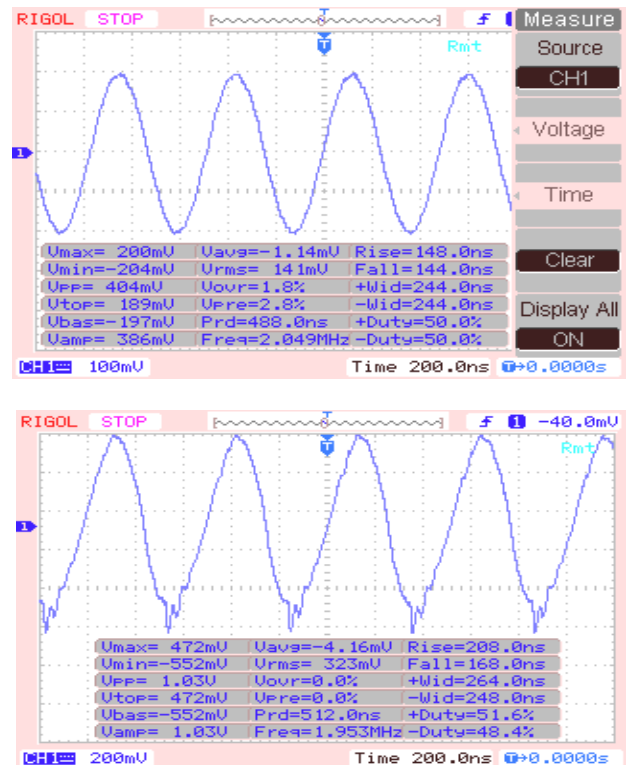 RIGOL STOP Measure
Rmt Source
CH1
1 Voltage
Time
Vmax= 200mV Vavg=-1.14mV Rise=148.0ns
Vmin=-204mV Vrms= 141mV Fall=144.0ns Clear
Vpp= 404mV Vovr=1.8% +Wid=244.0ns
Vtop= 189mV Vpre=2.8% -Wid=244.0ns Display All
Vbas=-197mV Prd=488.0ns +Duty=50.0%
Vamp= 386mV Freq=2.049MHz -Duty=50.0% ON
CH1 100mV Time 200.0ns 0.0000s
RIGOL STOP 1 -40.0mV
Rmt
1
Vmax= 472mV Vavg=-4.16mV Rise=208.0ns
Vmin=-552mV Vrms= 323mV Fall=168.0ns
Vpp= 1.03V Vovr=0.0% +Wid=264.0ns
Vtop= 472mV Vpre=0.0% -Wid=248.0ns
Vbas=-552mV Prd=512.0ns +Duty=51.6%
Vamp= 1.03V Freq=1.953MHz -Duty=48.4%
CH1 200mV Time 200.0ns 0.0000s